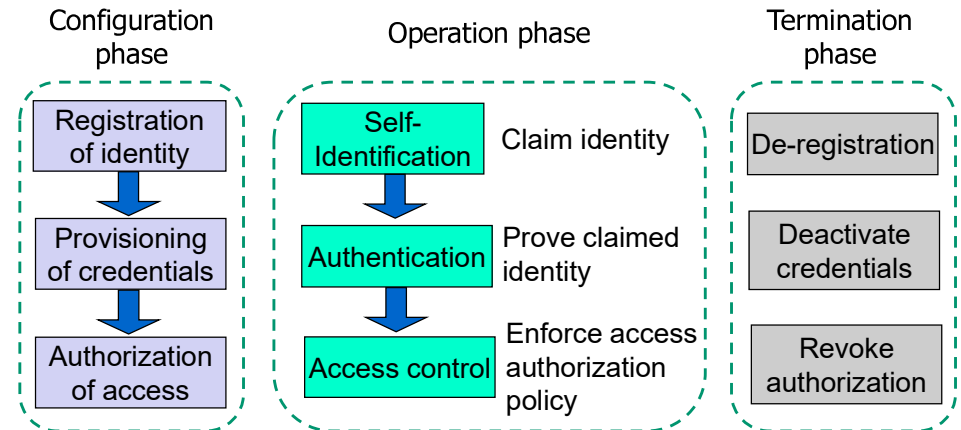 Configuration
phase
Registration
of identity
Provisioning
of credentials
Authorization
of access
Operation phase
Self-
Identification
Claim identity
Authentication
Prove claimed
identity
Access control
Enforce access
authorization
policy
Termination
phase
De-registration
Deactivate
credentials
Revoke
authorization